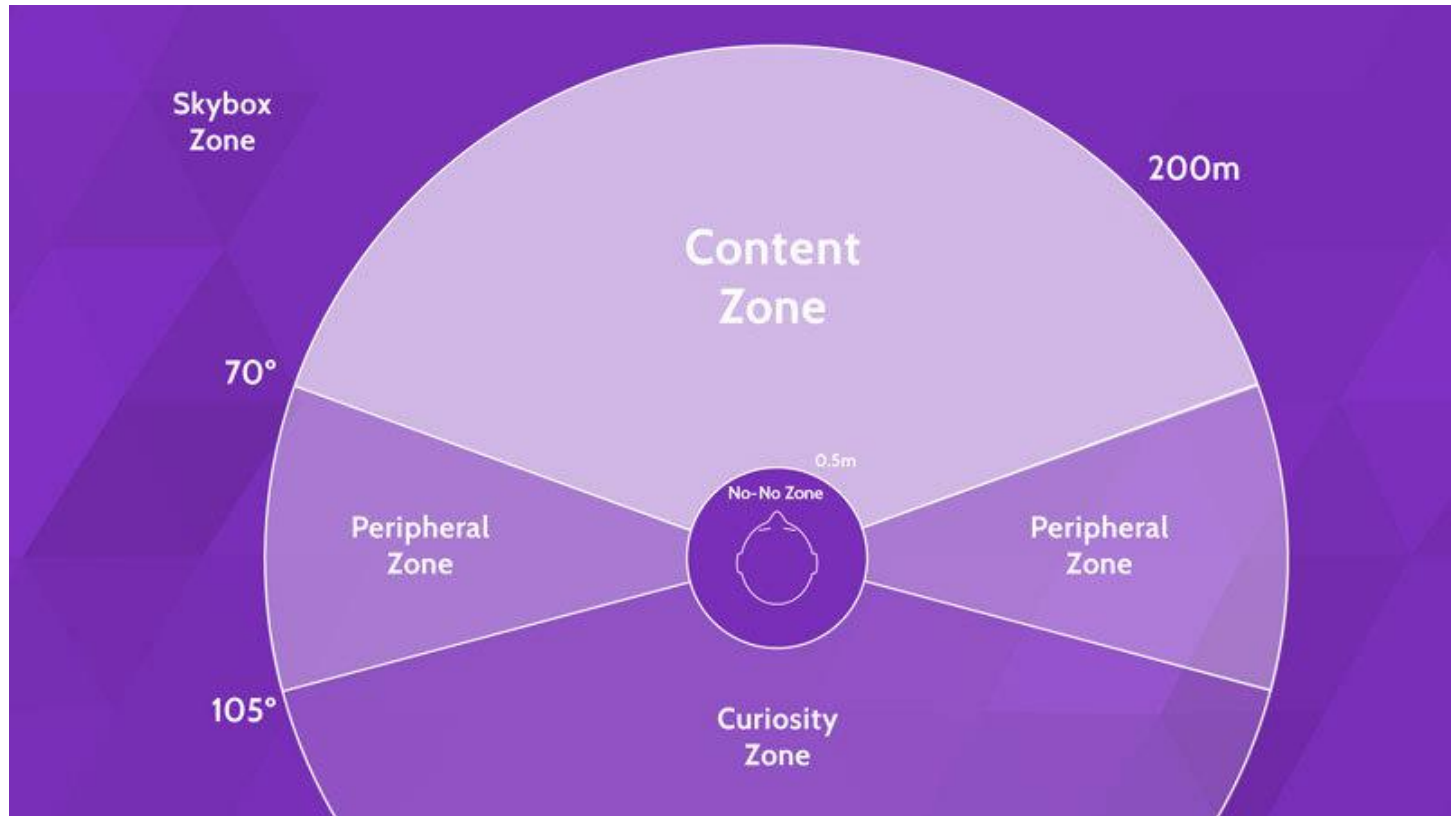 Skybox
Zone
200m
Content
Zone
70°
0.5m
No-No Zone
Peripheral
Zone
Peripheral
Zone
105°
Curiosity
Zone